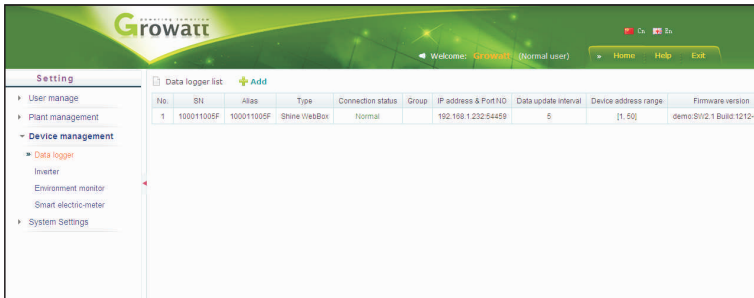 powering tomorrow
Growatt
Cn En
Welcome: Growatt (Normal user) » Home Help Exit
Setting
User manage
Plant management
Device management
» Data logger
Inverter
Environment monitor
Smart electric-meter
System Settings
Data logger list Add
No. SN Alias Type Connection status Group IP address & Port NO Data update interval Device address range Firmware version
1 100011005F 100011005F Shine WebBox Normal 192.168.1.232:54459 5 [1, 50] demo:SW2.1 Build:1212-